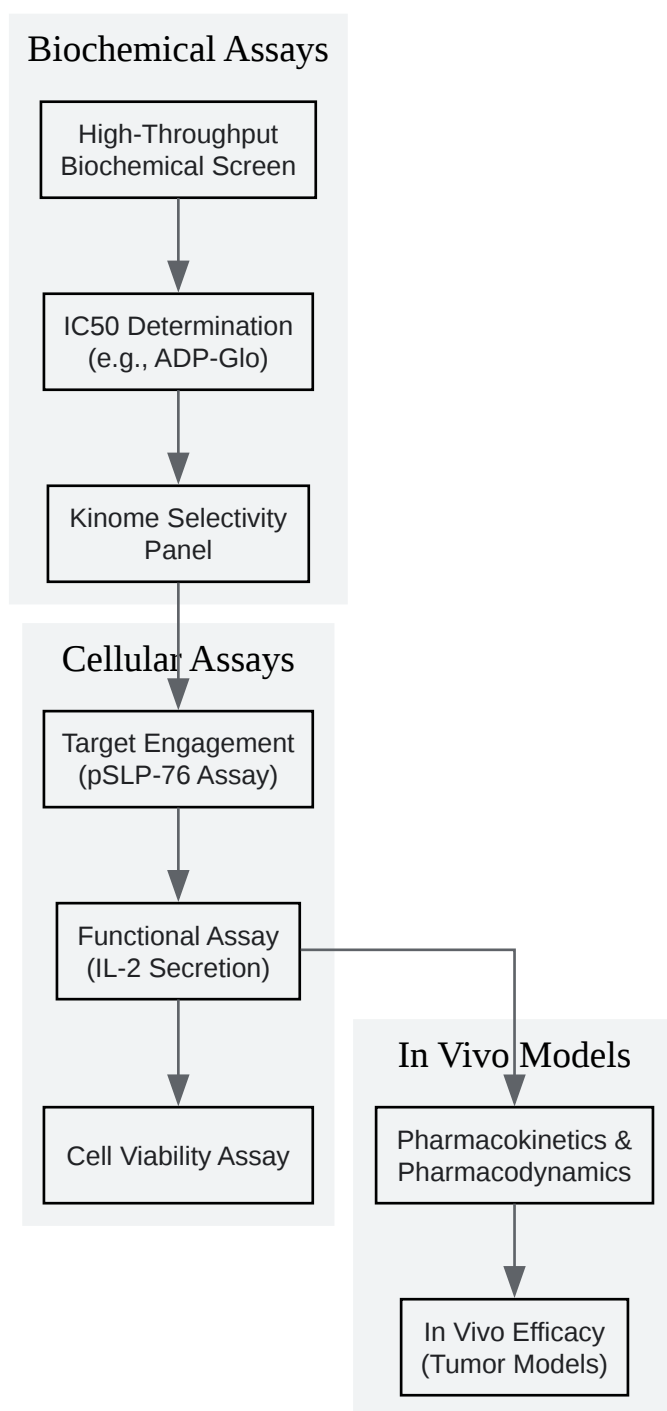 Biochemical Assays
High-Throughput
Biochemical Screen
IC50 Determination
(e.g., ADP-Glo)
Kinome Selectivity
Panel
Cellular Assays
Target Engagement
(pSLP-76 Assay)
Functional Assay
(IL-2 Secretion)
Cell Viability Assay
In Vivo Models
Pharmacokinetics &
Pharmacodynamics
In Vivo Efficacy
(Tumor Models)